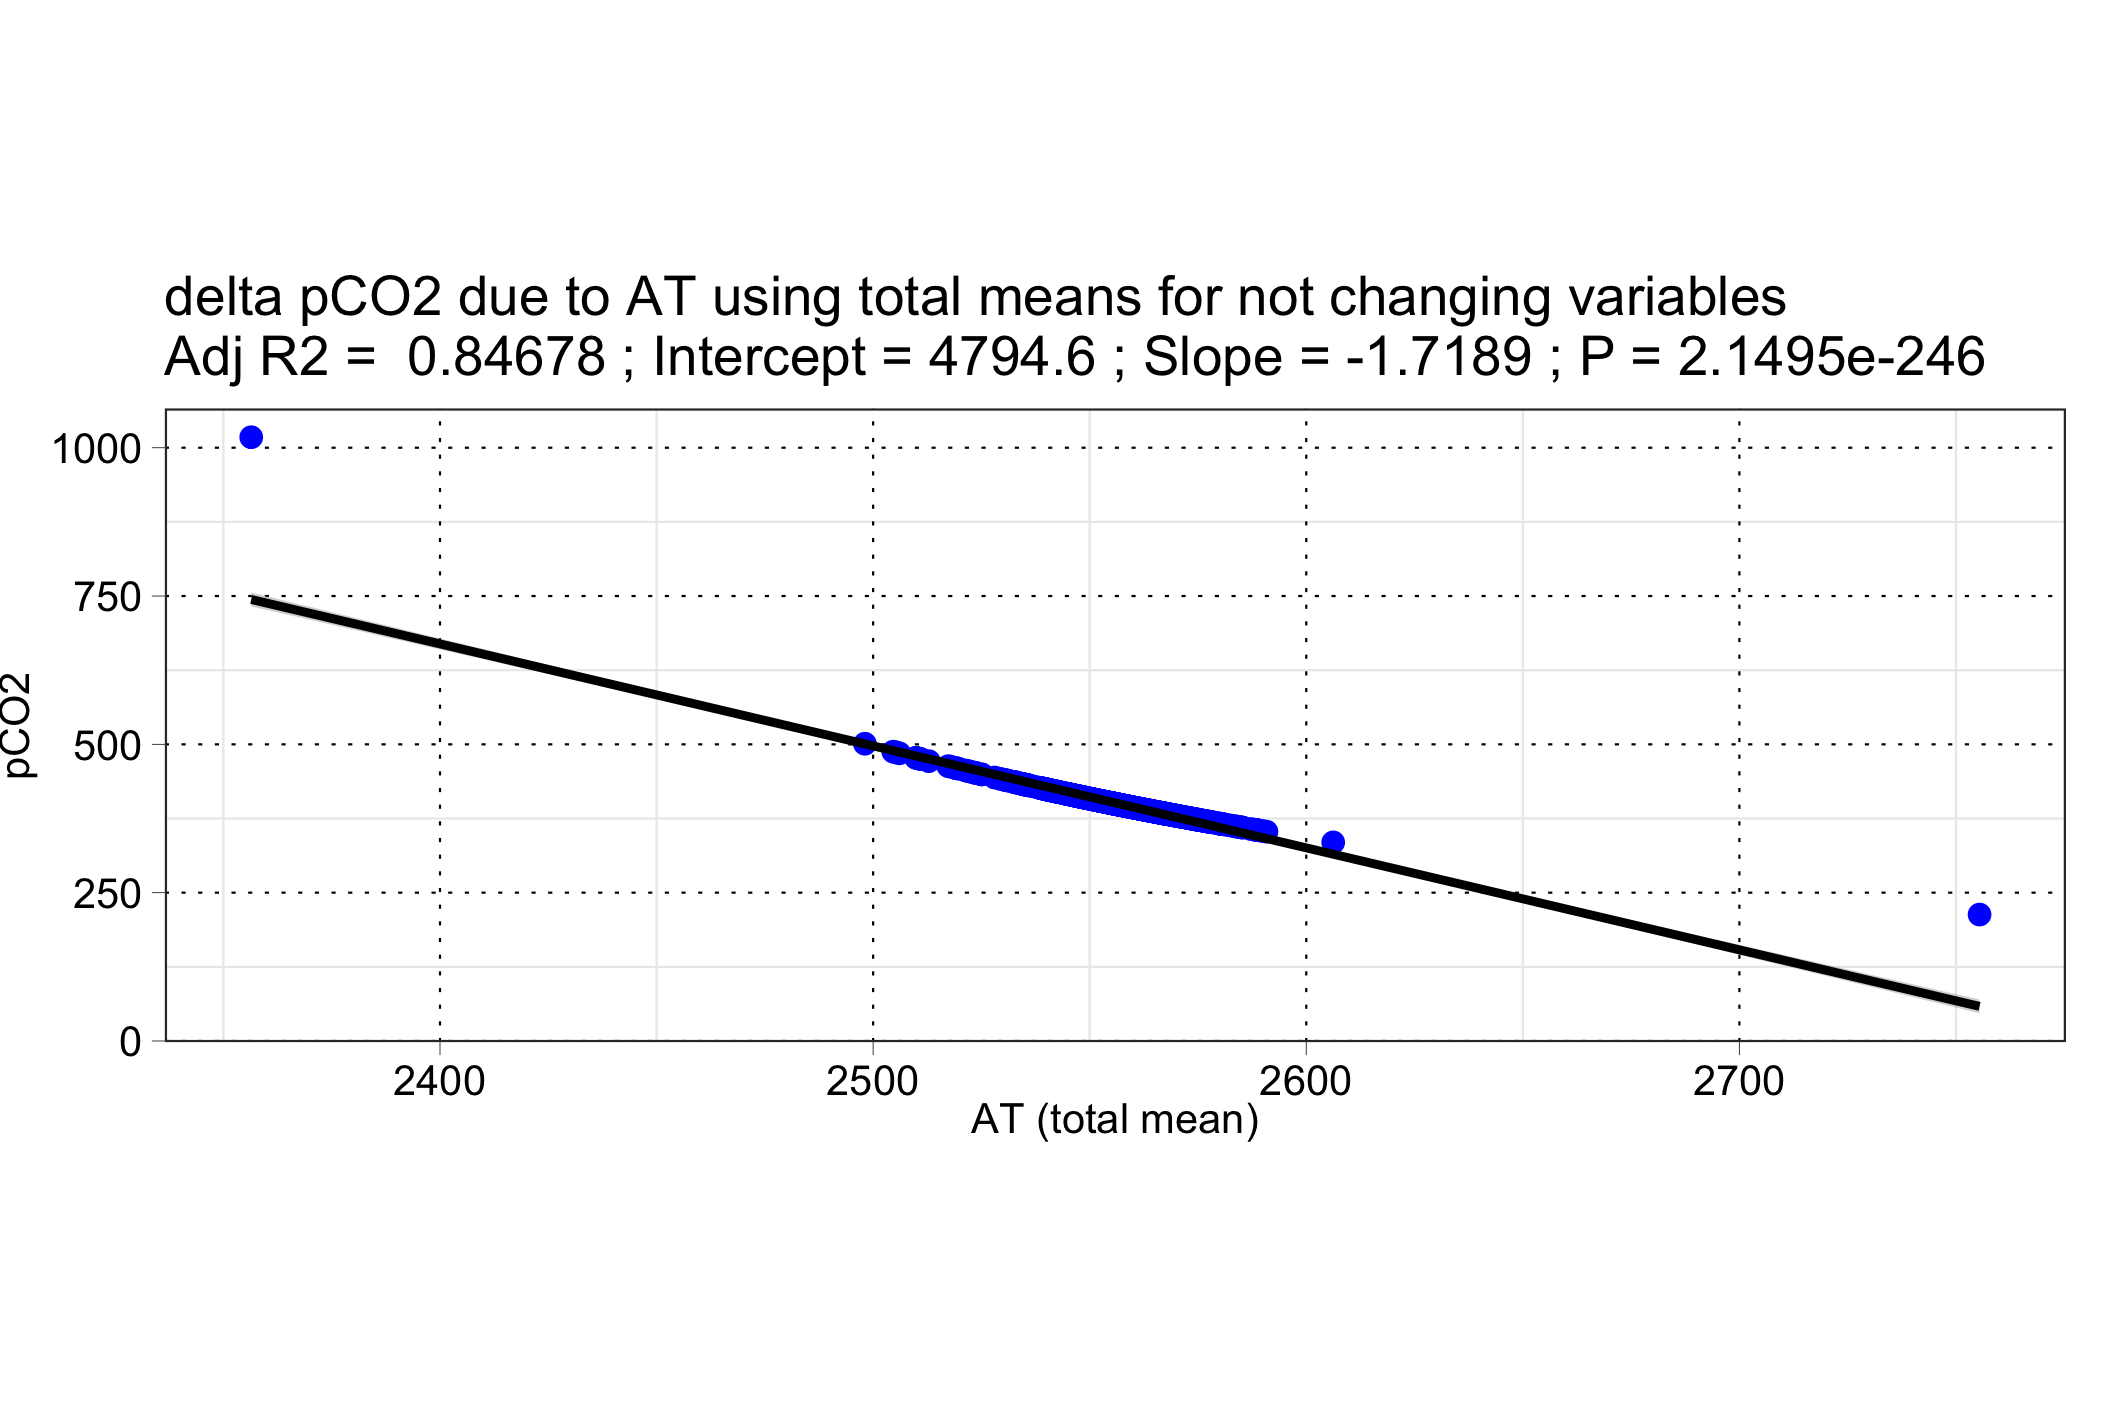 delta pCO2 due to AT using total means for not changing variables
Adj R2 =  0.84678 ; Intercept = 4794.6 ; Slope = -1.7189 ; P = 2.1495e-246
1000
750
500
250
0
pCO2
2400 2500 2600 2700
AT (total mean)